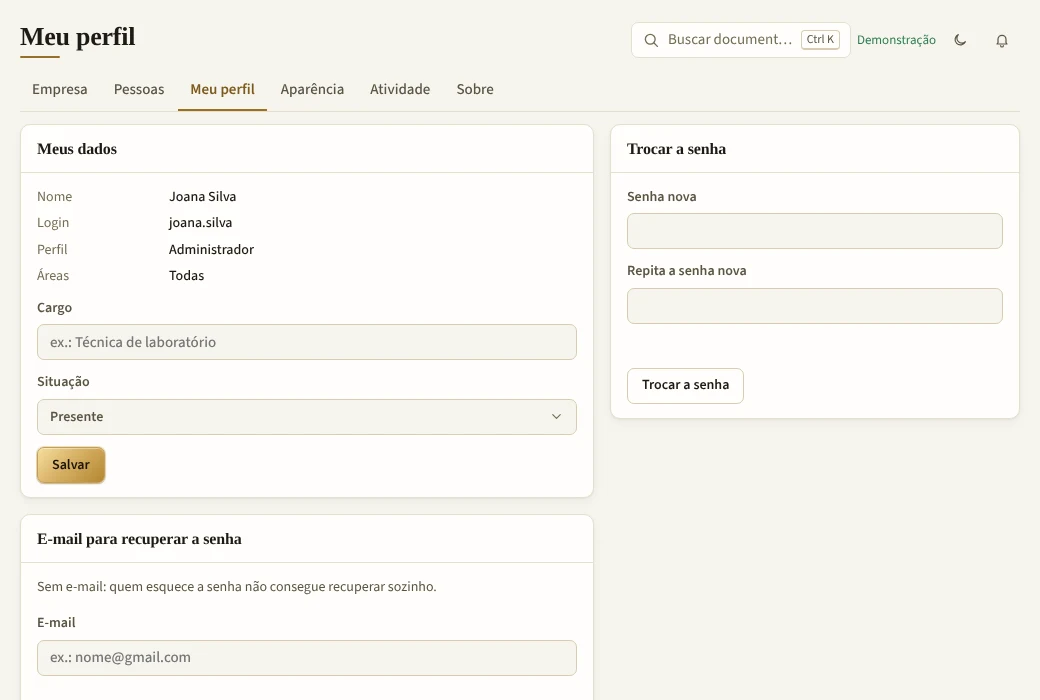 Meu perfil
Buscar document… Ctrl K
Demonstração
Empresa Pessoas Meu perfil Aparência Atividade Sobre
Meus dados
Nome Joana Silva
Login joana.silva
Perfil Administrador
Áreas Todas
Cargo
ex.: Técnica de laboratório
Situação
Presente
Salvar
Trocar a senha
Senha nova
Repita a senha nova
Trocar a senha
E-mail para recuperar a senha
Sem e-mail: quem esquece a senha não consegue recuperar sozinho.
E-mail
ex.: nome@gmail.com